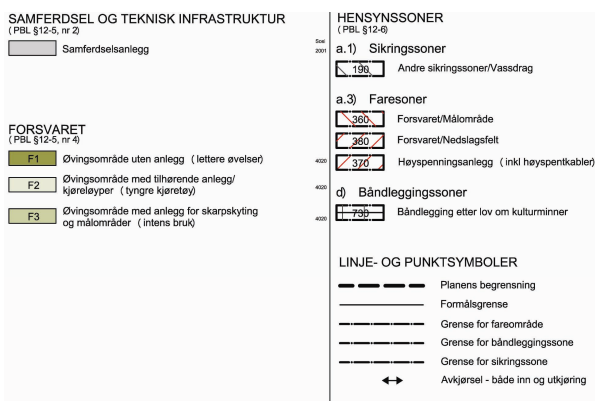 SAMFERDSEL OG TEKNISK INFRASTRUKTUR
( PBL §12-5, nr 2)
Samferdselsanlegg
Sosi
2001
FORSVARET
( PBL §12-5, nr 4)
F1 Øvingsområde uten anlegg ( lettere øvelser)
4020
F2 Øvingsområde med tilhørende anlegg/
kjøreløyper ( tyngre kjøretøy)
4020
F3 Øvingsområde med anlegg for skarpskyting
og målområder ( intens bruk)
4020
HENSYNSSONER
( PBL §12-6)
a.1) Sikringssoner
190 Andre sikringssoner/Vassdrag
a.3) Faresoner
360 Forsvaret/Målområde
380 Forsvaret/Nedslagsfelt
370 Høyspenningsanlegg ( inkl høyspentkabler)
d) Båndleggingssoner
730 Båndlegging etter lov om kulturminner
LINJE- OG PUNKTSYMBOLER
Planens begrensning
Formålsgrense
Grense for fareområde
Grense for båndleggingssone
Grense for sikringssone
Avkjørsel - både inn og utkjøring